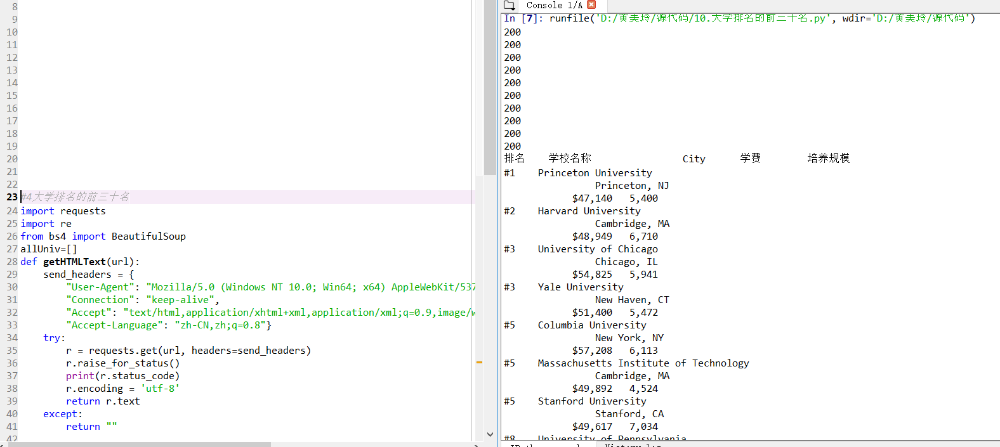 8
9
10
11
12
13
14
15
16
17
18
19
20
21
22
23 #4大学排名的前三十名
24 import requests
25 import re
26 from bs4 import BeautifulSoup
27 allUniv=[]
28 def getHTMLText(url):
29 send_headers = {
30 "User-Agent": "Mozilla/5.0 (Windows NT 10.0; Win64; x64) AppleWebKit/537
31 "Connection": "keep-alive",
32 "Accept": "text/html,application/xhtml+xml,application/xml;q=0.9,image/w
33 "Accept-Language": "zh-CN,zh;q=0.8"}
34 try:
35 r = requests.get(url, headers=send_headers)
36 r.raise_for_status()
37 print(r.status_code)
38 r.encoding = 'utf-8'
39 return r.text
40 except:
41 return ""
42
Console 1/A
In [7]: runfile('D:/黄美玲/源代码/10.大学排名的前三十名.py', wdir='D:/黄美玲/源代码')
200
200
200
200
200
200
200
200
200
200
排名 学校名称 City 学费 培养规模
#1 Princeton University
Princeton, NJ
$47,140 5,400
#2 Harvard University
Cambridge, MA
$48,949 6,710
#3 University of Chicago
Chicago, IL
$54,825 5,941
#3 Yale University
New Haven, CT
$51,400 5,472
#5 Columbia University
New York, NY
$57,208 6,113
#5 Massachusetts Institute of Technology
Cambridge, MA
$49,892 4,524
#5 Stanford University
Stanford, CA
$49,617 7,034
#8 University of Pennsylvania